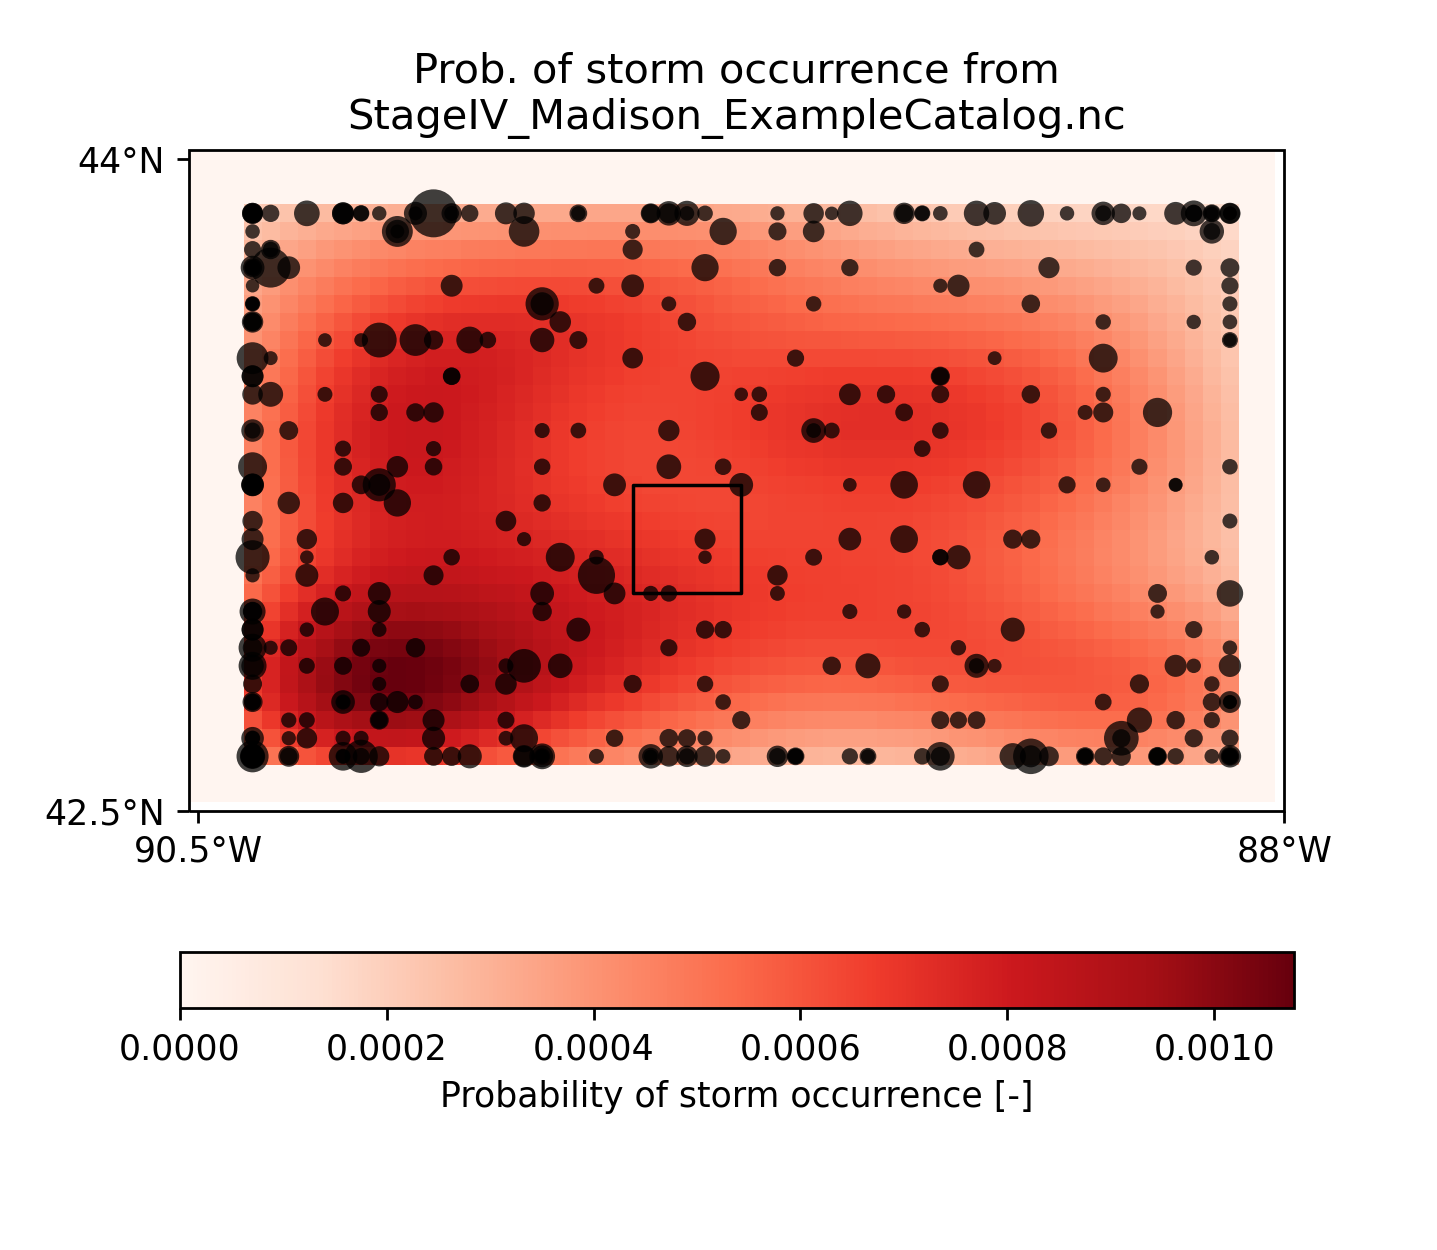 Prob. of storm occurrence from
StageIV_Madison_ExampleCatalog.nc
44°N
42.5°N
90.5°W 88°W
0.0000 0.0002 0.0004 0.0006 0.0008 0.0010
Probability of storm occurrence [-]